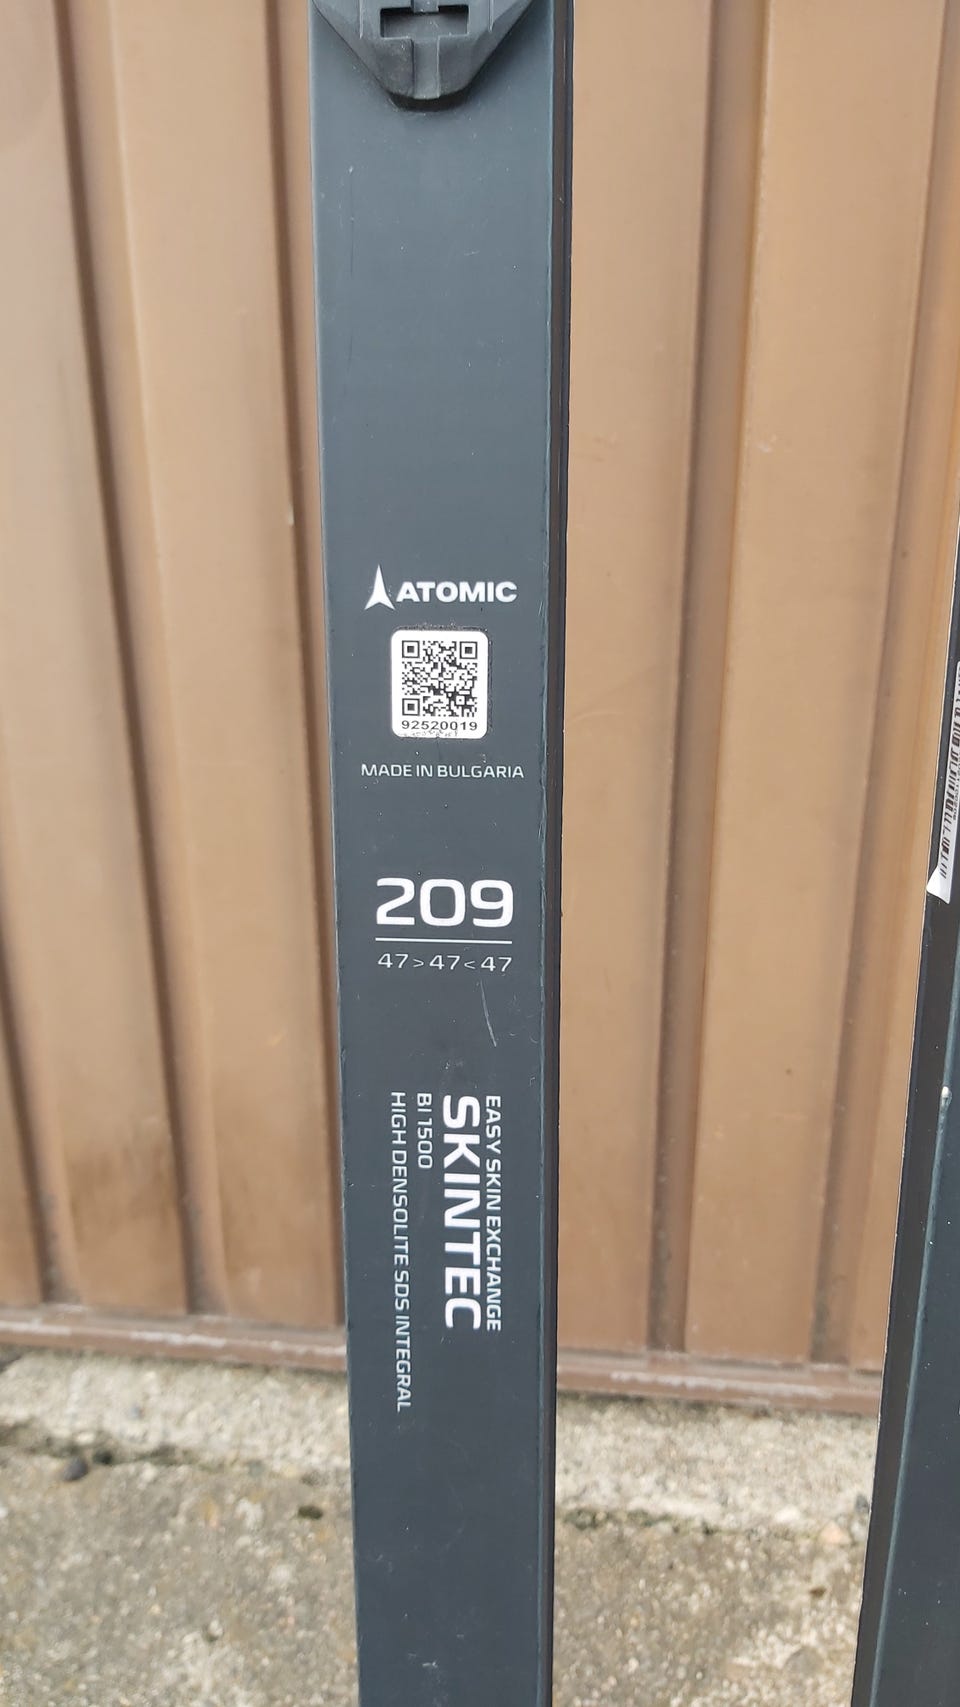 ATOMIC
92520019
MADE IN BULGARIA
209
47>47<47
EASY SKIN EXCHANGE
SKINTEC
BI 1500
HIGH DENSOLITE SDS INTEGRAL